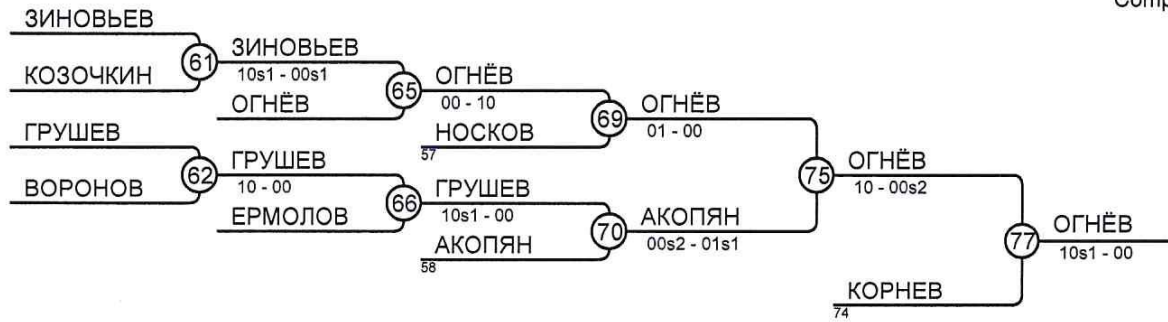 Comp
ЗИНОВЬЕВ
61
ЗИНОВЬЕВ
10s1 - 00s1
КОЗОЧКИН
65
ОГНЁВ
00 - 10
ОГНЁВ
69
ОГНЁВ
01 - 00
ГРУШЕВ
НОСКОВ
57
62
ГРУШЕВ
10 - 00
75
ОГНЁВ
10 - 00s2
ВОРОНОВ
66
ГРУШЕВ
10s1 - 00
ЕРМОЛОВ
70
АКОПЯН
00s2 - 01s1
АКОПЯН
58
77
ОГНЁВ
10s1 - 00
КОРНЕВ
74